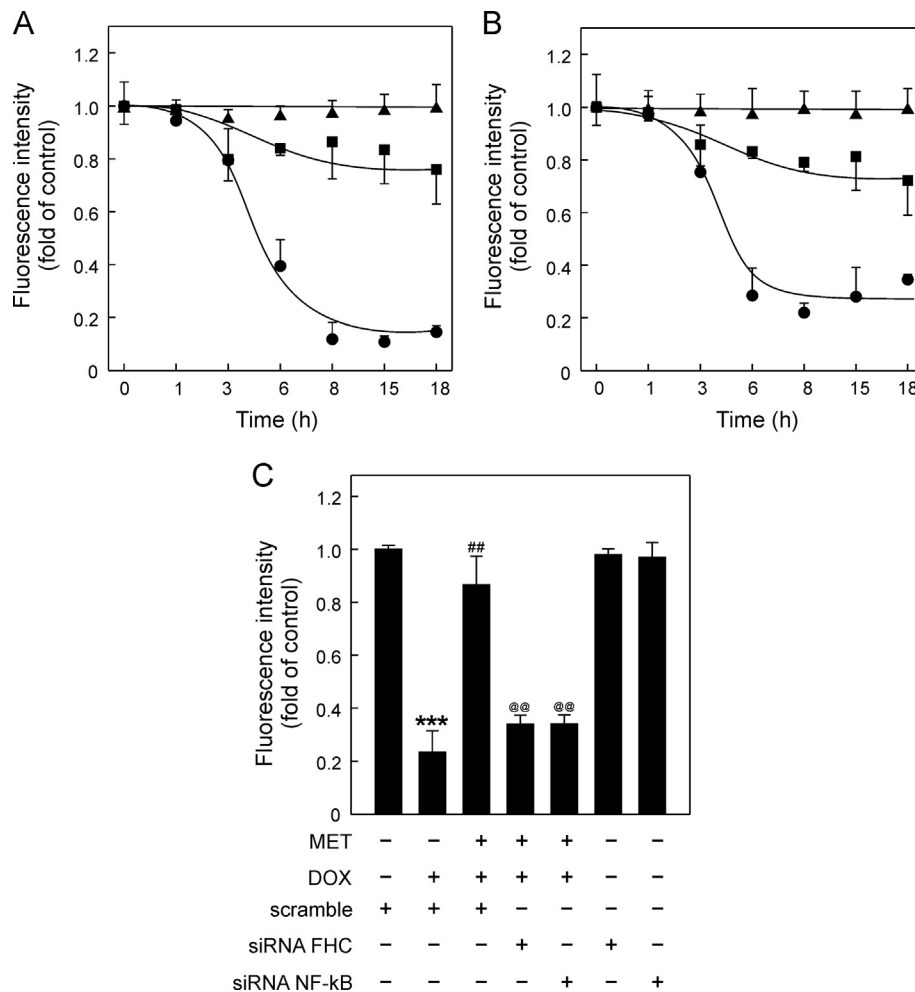 A
Fluorescence intensity
(fold of control)
1.2
1.0
0.8
0.6
0.4
0.2
0
0 1 3 6 8 15 18
Time (h)
B
Fluorescence intensity
(fold of control)
1.2
1.0
0.8
0.6
0.4
0.2
0
0 1 3 6 8 15 18
Time (h)
C
Fluorescence intensity
(fold of control)
1.2
1.0
0.8
0.6
0.4
0.2
0
***
##
@@
@@
MET − − + + + − −
DOX − + + + + − −
scramble + + + − − − −
siRNA FHC − − − + − + −
siRNA NF-kB − − − − + − +